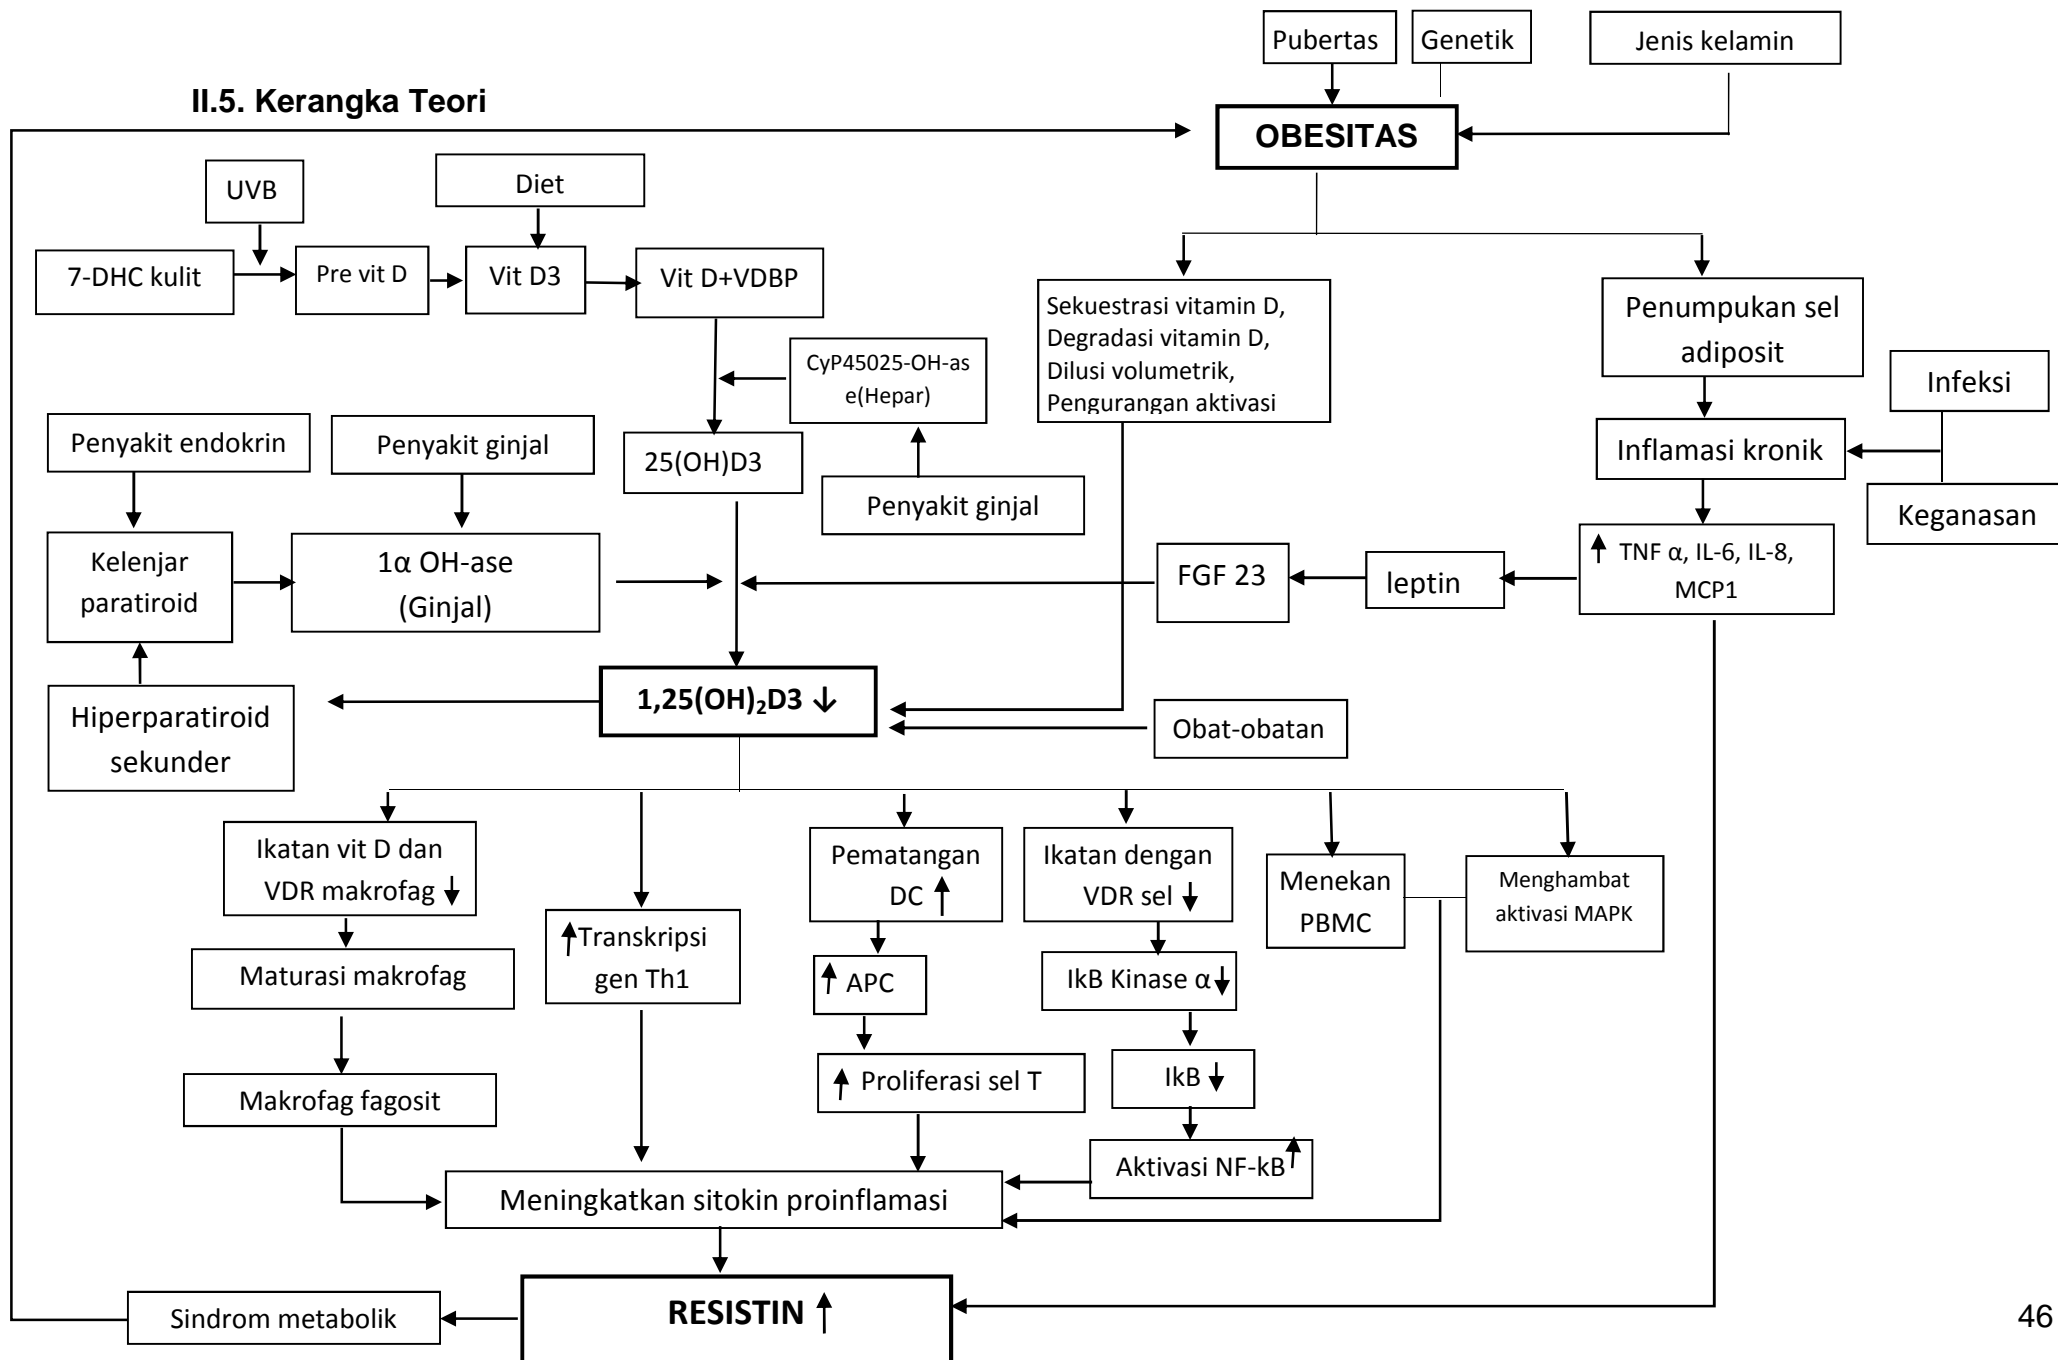 Pubertas
Genetik
Jenis kelamin
II.5. Kerangka Teori
OBESITAS
UVB
Diet
7-DHC kulit
Pre vit D
Vit D3
Vit D+VDBP
Sekuestrasi vitamin D,
Degradasi vitamin D,
Dilusi volumetrik,
Pengurangan aktivasi
Penumpukan sel
adiposit
CyP45025-OH-as
e(Hepar)
Infeksi
Penyakit endokrin
Penyakit ginjal
25(OH)D3
Inflamasi kronik
Penyakit ginjal
Keganasan
Kelenjar
paratiroid
1α OH-ase
(Ginjal)
FGF 23
leptin
↑ TNF α, IL-6, IL-8,
MCP1
Hiperparatiroid
sekunder
1,25(OH)₂D3 ↓
Obat-obatan
Ikatan vit D dan
VDR makrofag ↓
↑Transkripsi
gen Th1
Pematangan
DC ↑
Ikatan dengan
VDR sel ↓
Menekan
PBMC
Menghambat
aktivasi MAPK
Maturasi makrofag
↑ APC
IkB Kinase α ↓
Makrofag fagosit
↑ Proliferasi sel T
IkB ↓
Aktivasi NF-kB ↑
Meningkatkan sitokin proinflamasi
Sindrom metabolik
RESISTIN ↑
46